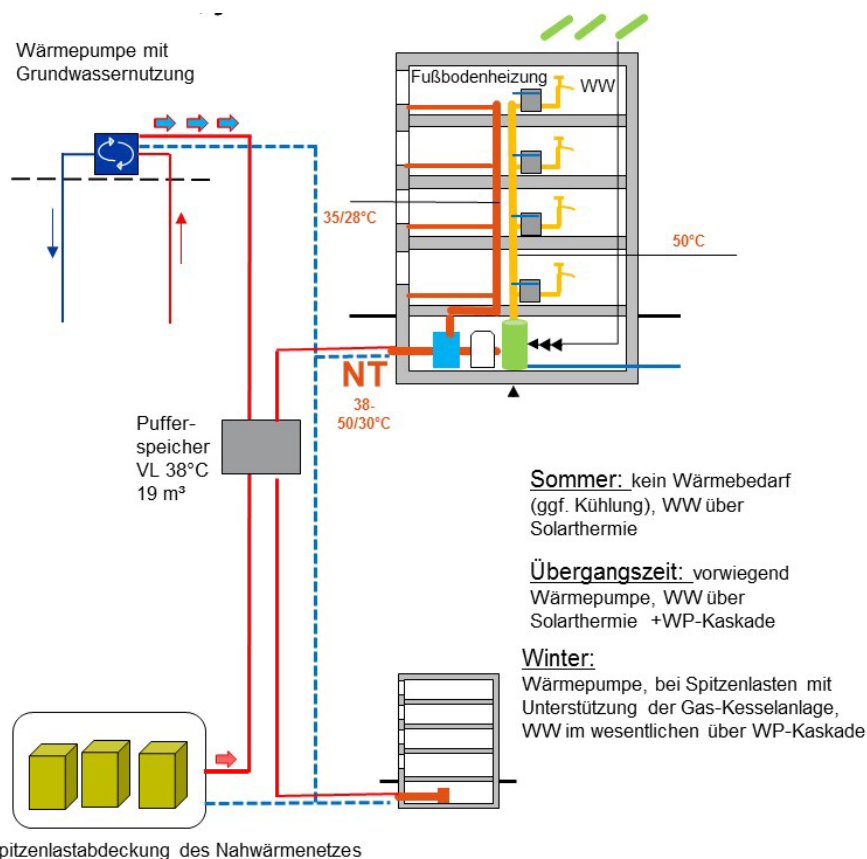 Wärmepumpe mit
Grundwassernutzung
Fußbodenheizung
WW
35/28°C
50°C
NT
38-
50/30°C
Puffer-
speicher
VL 38°C
19 m³
Sommer: kein Wärmebedarf
(ggf. Kühlung), WW über
Solarthermie
Übergangszeit: vorwiegend
Wärmepumpe, WW über
Solarthermie +WP-Kaskade
Winter:
Wärmepumpe, bei Spitzenlasten mit
Unterstützung der Gas-Kesselanlage,
WW im wesentlichen über WP-Kaskade
pitzenlastabdeckung des Nahwärmenetzes